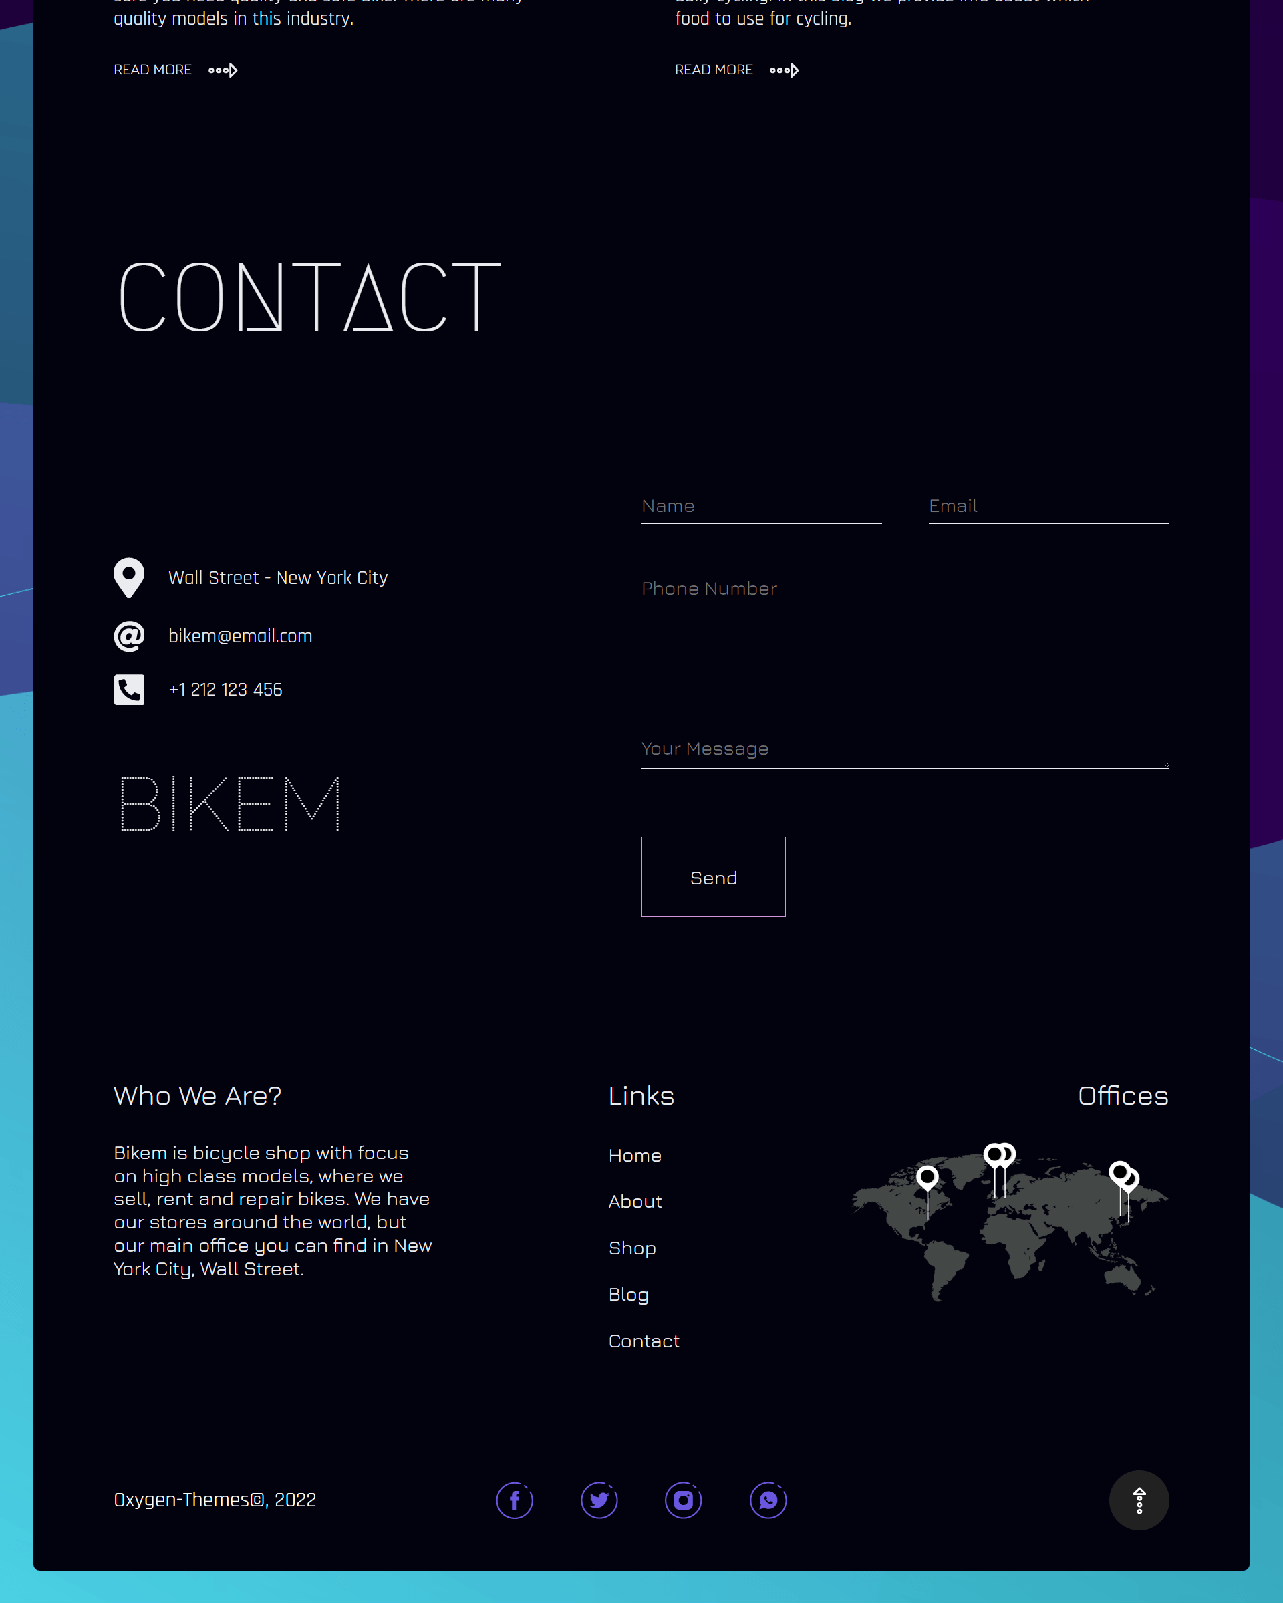 quality models in this industry.
food to use for cycling.
READ MORE
READ MORE
CONTACT
Name
Email
Wall Street - New York City
Phone Number
bikem@email.com
+1 212 123 456
Your Message
BIKEM
Send
Who We Are?
Bikem is bicycle shop with focus
on high class models, where we
sell, rent and repair bikes. We have
our stores around the world, but
our main office you can find in New
York City, Wall Street.
Links
Home
About
Shop
Blog
Contact
Offices
Oxygen-Themes©, 2022